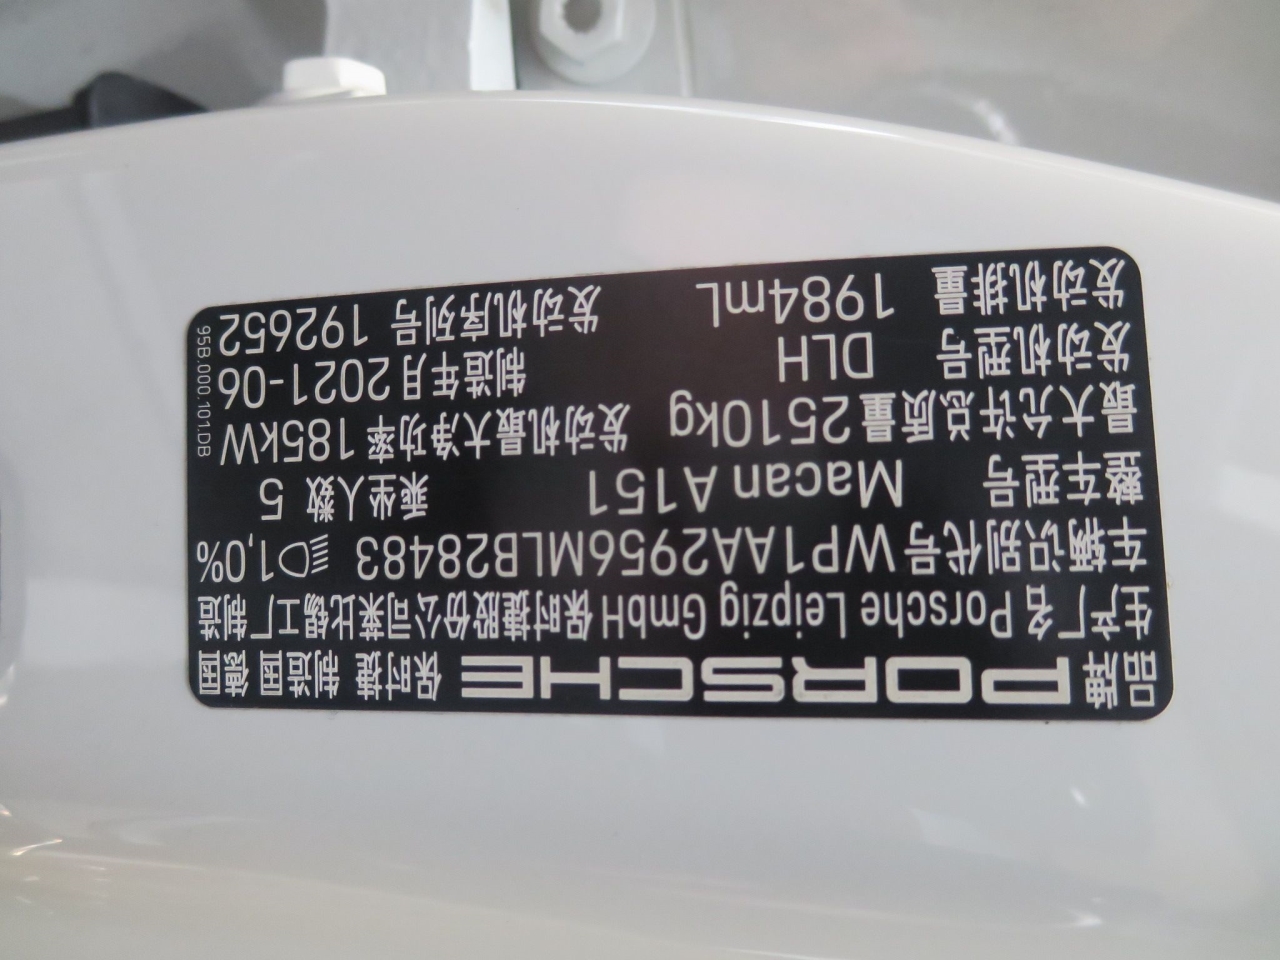 品牌 PORSCHE 保时捷 制造国 德国
生产厂名 Porsche Leipzig GmbH 保时捷股份公司莱比锡工厂制造
车辆识别代号 WP1AA2956MLB28483 1,0%
整车型号 Macan A151 乘坐人数 5
最大允许总质量 2510kg 发动机最大净功率 185kW
发动机型号 DLH 制造年月 2021-06
发动机排量 1984mL 发动机序列号 192652
95B.000.101.DB